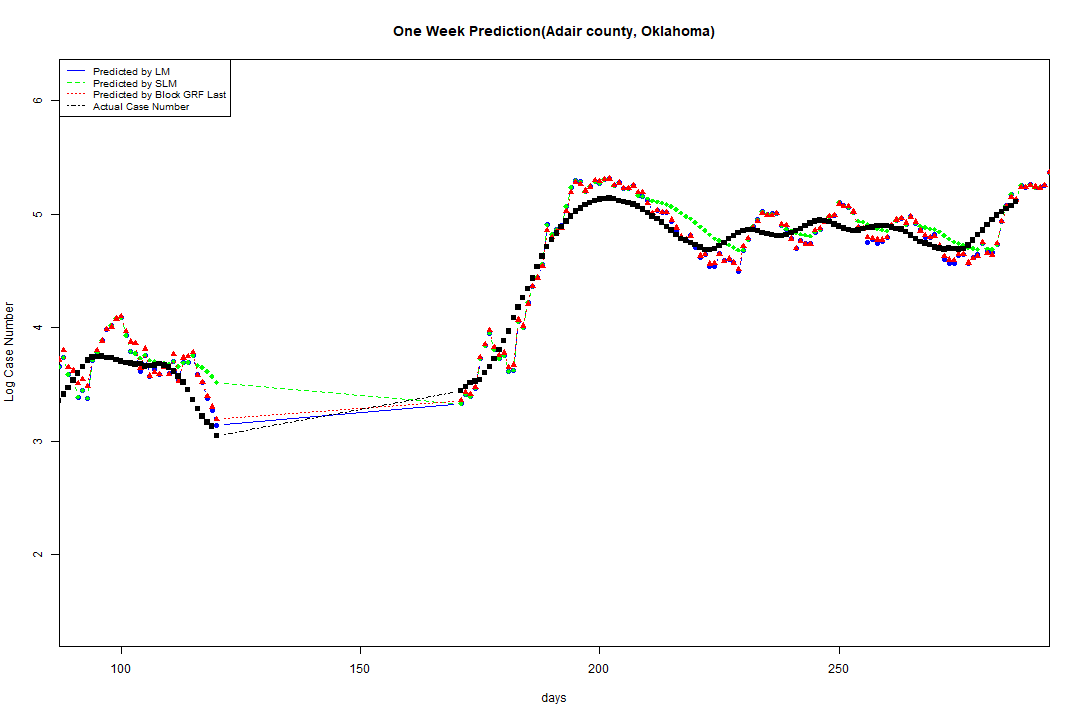 One Week Prediction(Adair county, Oklahoma)
Predicted by LM
Predicted by SLM
Predicted by Block GRF Last
Actual Case Number
6
5
4
3
2
Log Case Number
100 150 200 250
days